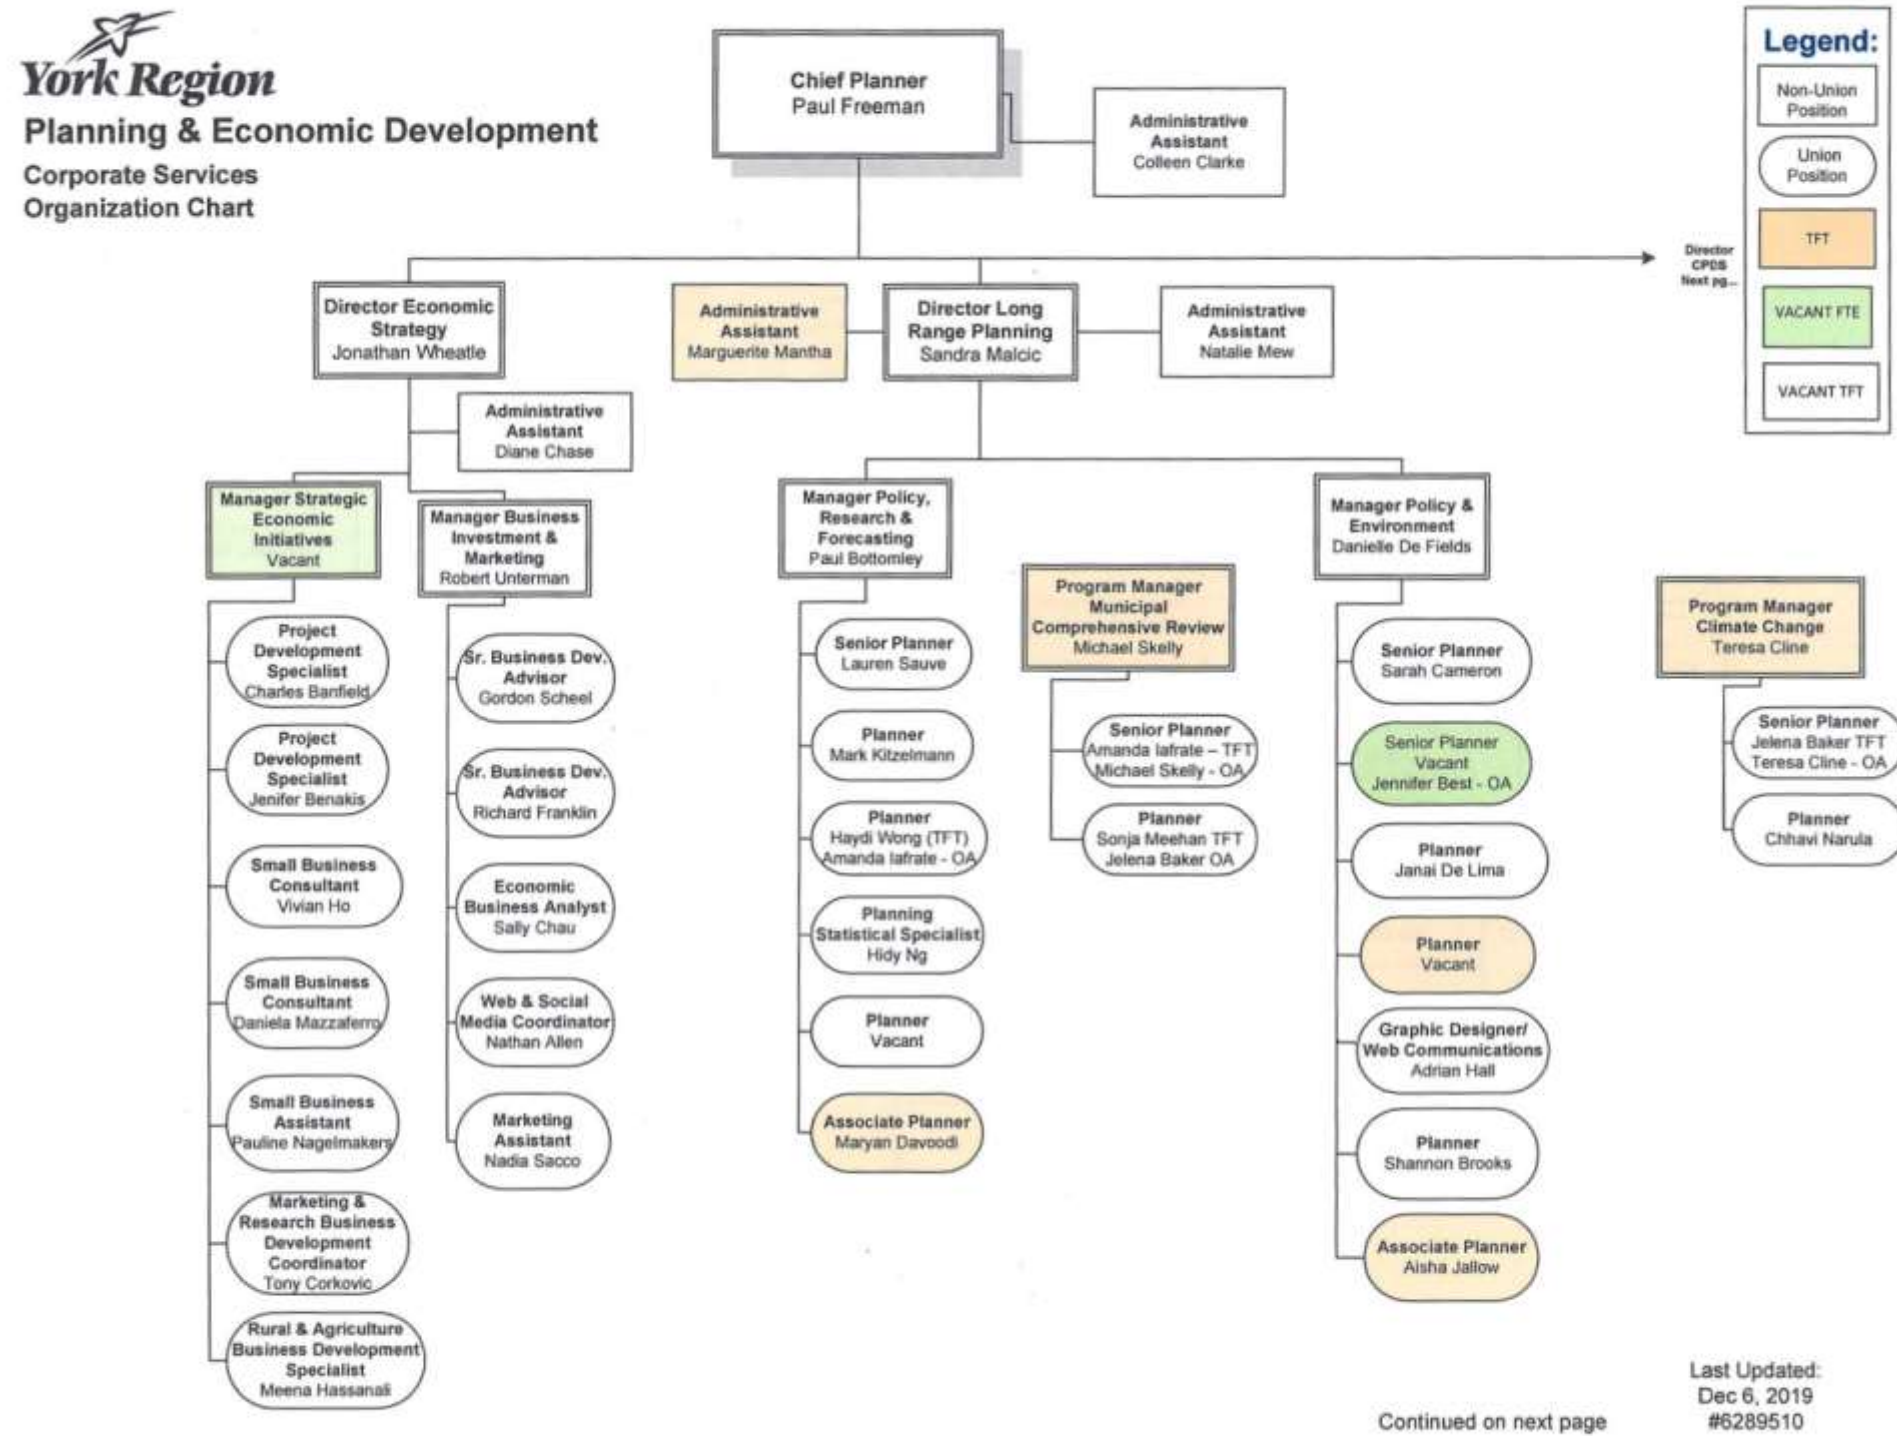 York Region
Planning & Economic Development
Corporate Services
Organization Chart
Chief Planner
Paul Freeman
Administrative
Assistant
Colleen Clarke
Legend:
Non-Union
Position
Union
Position
TFT
VACANT FTE
VACANT TFT
Director
CPDS
Next pg...
Director Economic
Strategy
Jonathan Wheatle
Administrative
Assistant
Marguerite Mantha
Director Long
Range Planning
Sandra Malcic
Administrative
Assistant
Natalie Mew
Administrative
Assistant
Diane Chase
Manager Strategic
Economic
Initiatives
Vacant
Project
Development
Specialist
Charles Banfield
Project
Development
Specialist
Jenifer Benakis
Small Business
Consultant
Vivian Ho
Small Business
Consultant
Daniela Mazzaferro
Small Business
Assistant
Pauline Nagelmakers
Marketing &
Research Business
Development
Coordinator
Tony Corkovic
Rural & Agriculture
Business Development
Specialist
Meena Hassanali
Manager Business
Investment &
Marketing
Robert Unterman
Sr. Business Dev.
Advisor
Gordon Scheel
Sr. Business Dev.
Advisor
Richard Franklin
Economic
Business Analyst
Sally Chau
Web & Social
Media Coordinator
Nathan Allen
Marketing
Assistant
Nadia Sacco
Manager Policy,
Research &
Forecasting
Paul Bottomley
Senior Planner
Lauren Sauve
Planner
Mark Kitzelmann
Planner
Haydi Wong (TFT)
Amanda Iafrate - OA
Planning
Statistical Specialist
Hidy Ng
Planner
Vacant
Associate Planner
Maryan Davoodi
Program Manager
Municipal
Comprehensive Review
Michael Skelly
Senior Planner
Amanda Iafrate – TFT
Michael Skelly - OA
Planner
Sonja Meehan TFT
Jelena Baker OA
Manager Policy &
Environment
Danielle De Fields
Senior Planner
Sarah Cameron
Senior Planner
Vacant
Jennifer Best - OA
Planner
Janai De Lima
Planner
Vacant
Graphic Designer/
Web Communications
Adrian Hall
Planner
Shannon Brooks
Associate Planner
Aisha Jallow
Program Manager
Climate Change
Teresa Cline
Senior Planner
Jelena Baker TFT
Teresa Cline - OA
Planner
Chhavi Narula
Continued on next page
Last Updated:
Dec 6, 2019
#6289510